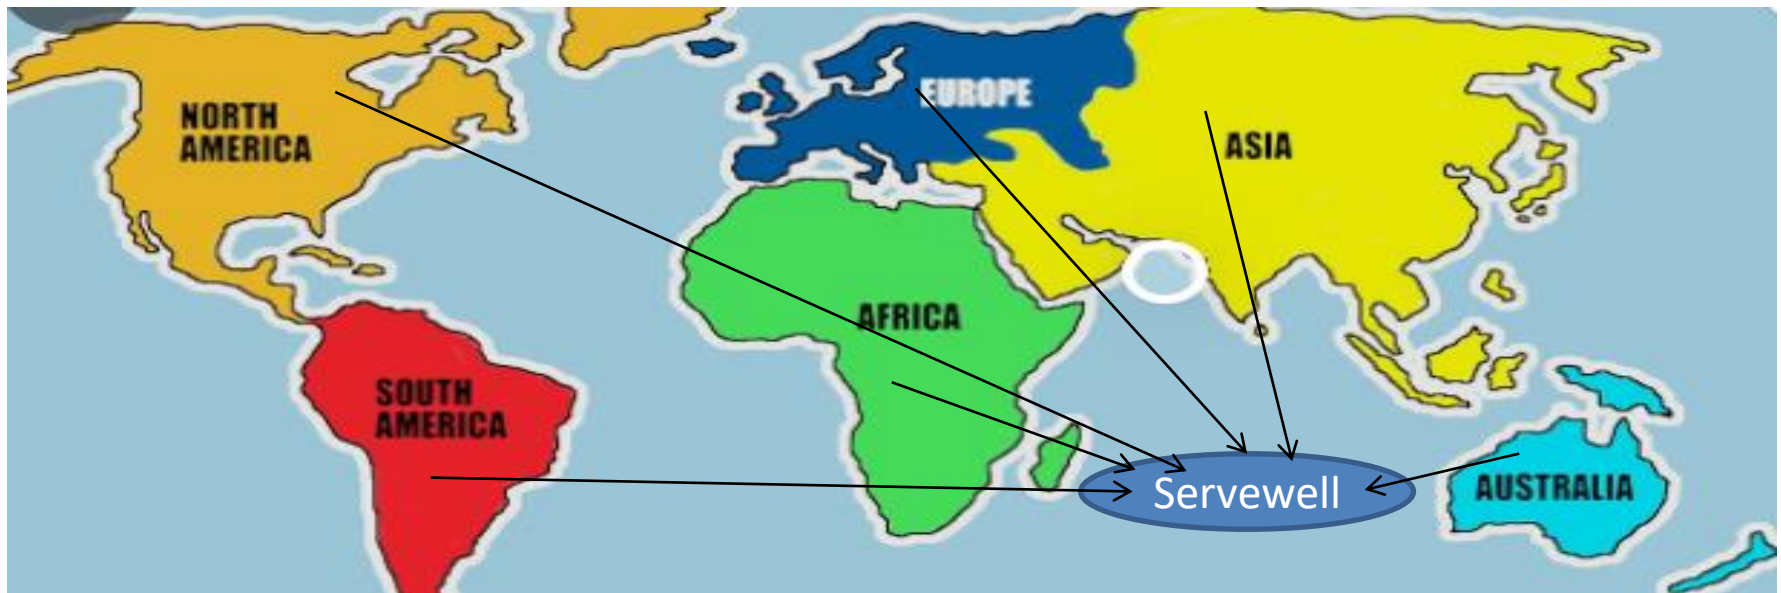 EUROPE
NORTH
AMERICA
ASIA
AFRICA
SOUTH
AMERICA
Servewell
AUSTRALIA